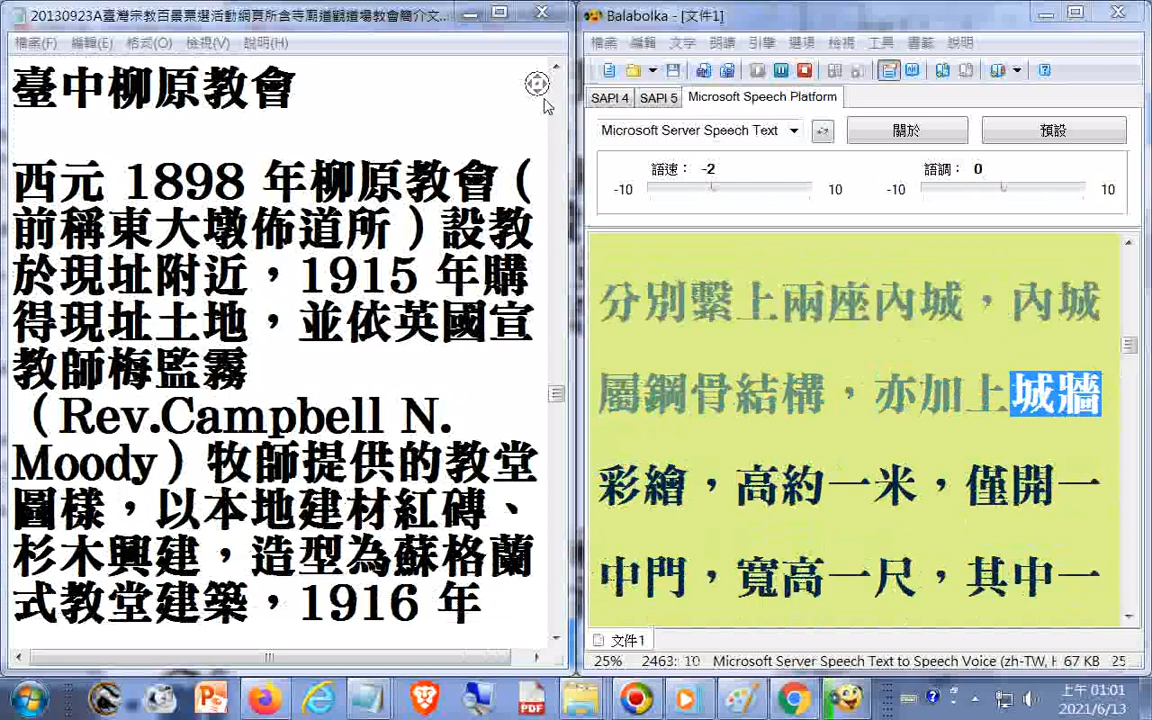 20130923A臺灣宗教百景票選活動網頁所含寺廟道觀道場教會簡介文...
檔案(F) 編輯(E) 格式(O) 檢視(V) 說明(H)
臺中柳原教會
西元 1898 年柳原教會（
前稱東大墩佈道所）設教
於現址附近，1915 年購
得現址土地，並依英國宣
教師梅監霧
（Rev.Campbell N.
Moody）牧師提供的教堂
圖樣，以本地建材紅磚、
杉木興建，造型為蘇格蘭
式教堂建築，1916 年
Balabolka - [文件1]
檔案 編輯 文字 朗讀 引擎 選項 檢視 工具 書籤 說明
SAPI 4 SAPI 5 Microsoft Speech Platform
Microsoft Server Speech Text 關於 預設
語速： -2 語調： 0
-10 10 -10 10
分別繫上兩座內城，內城
屬鋼骨結構，亦加上城牆
彩繪，高約一米，僅開一
中門，寬高一尺，其中一
文件1
25% 2463: 10 Microsoft Server Speech Text to Speech Voice (zh-TW, H 67 KB 25
PDF
上午 01:01
2021/6/13